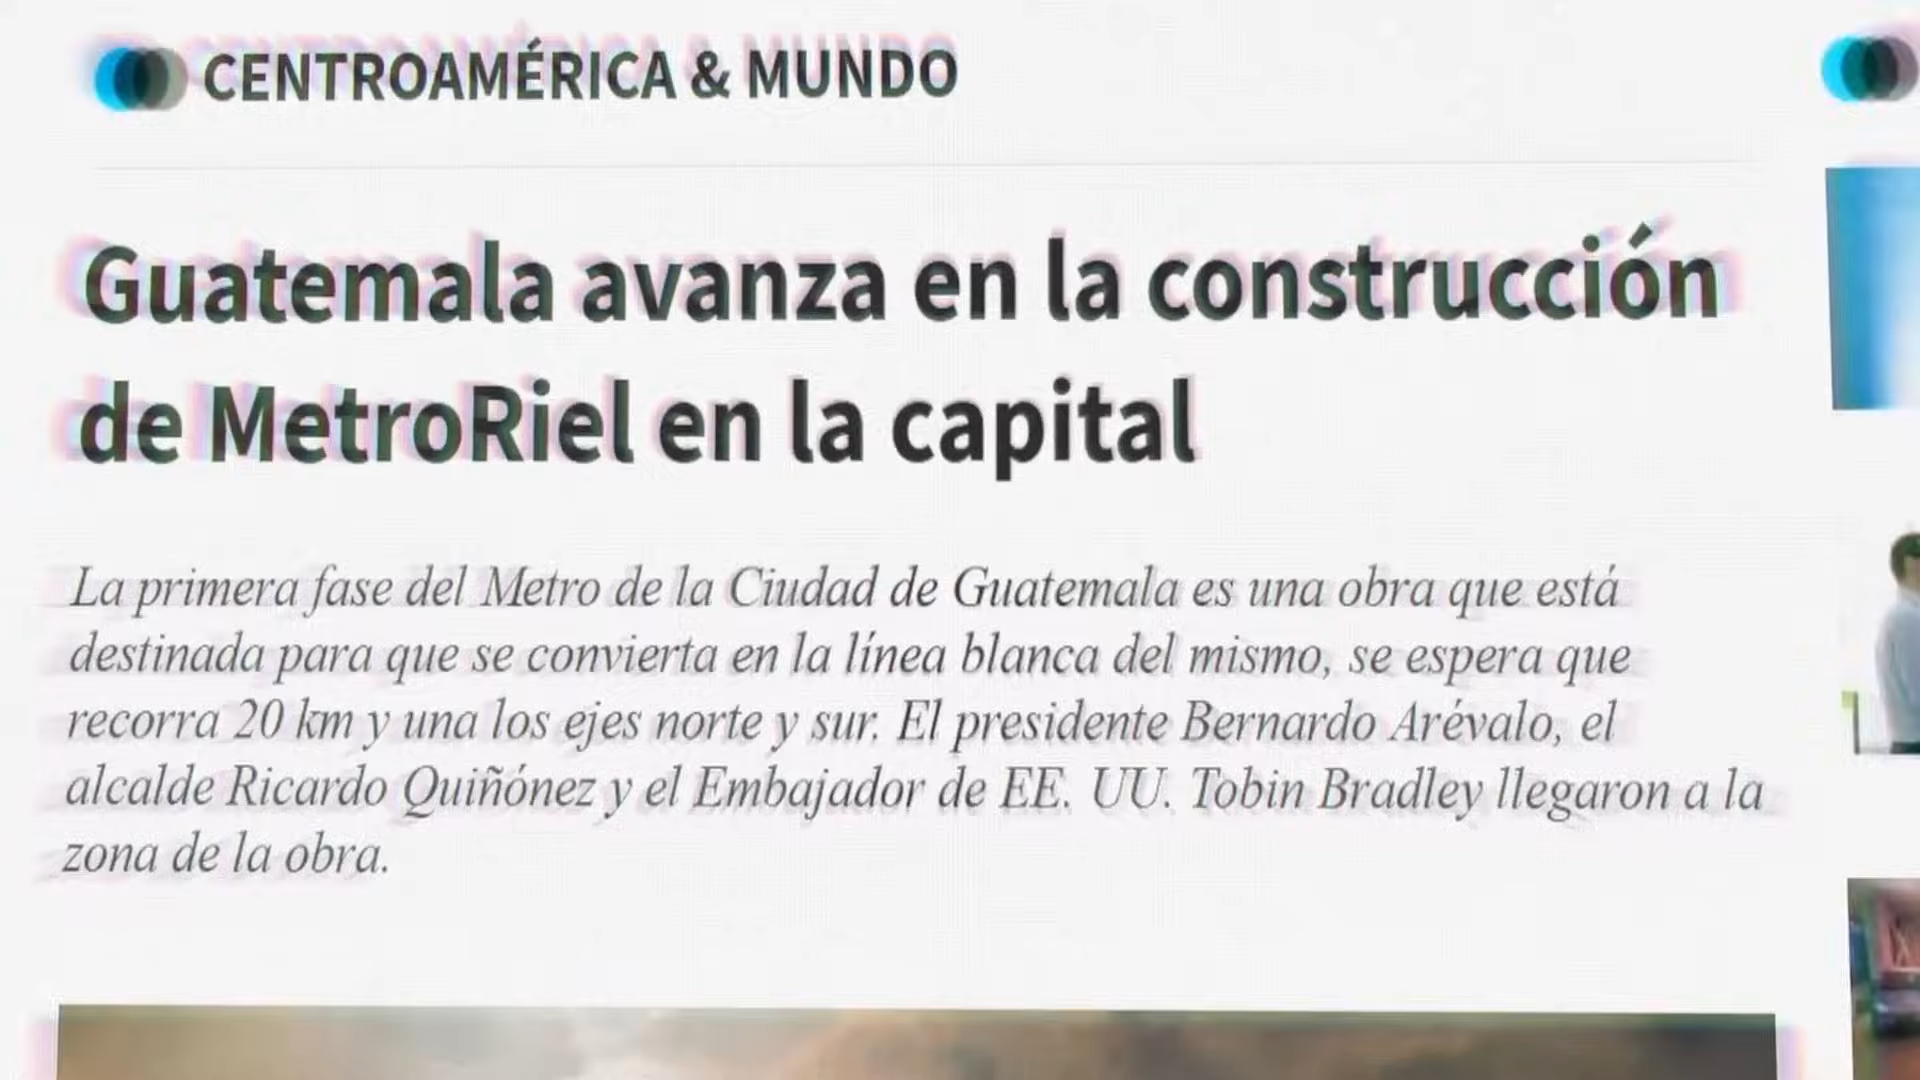 CENTROAMÉRICA & MUNDO
Guatemala avanza en la construcción
de MetroRiel en la capital
La primera fase del Metro de la Ciudad de Guatemala es una obra que está
destinada para que se convierta en la línea blanca del mismo, se espera que
recorra 20 km y una los ejes norte y sur. El presidente Bernardo Arévalo, el
alcalde Ricardo Quiñónez y el Embajador de EE. UU. Tobin Bradley llegaron a la
zona de la obra.